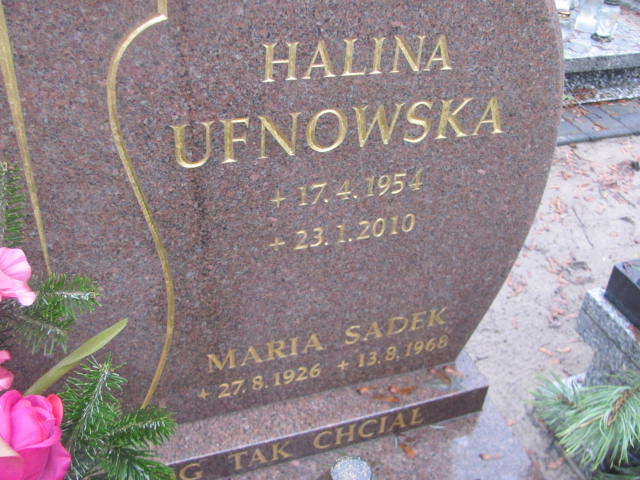 HALINA
UFNOWSKA
+ 17.4.1954
+ 23.1.2010
MARIA SADEK
+ 27.8.1926 + 13.8.1968
G TAK CHCIAŁ